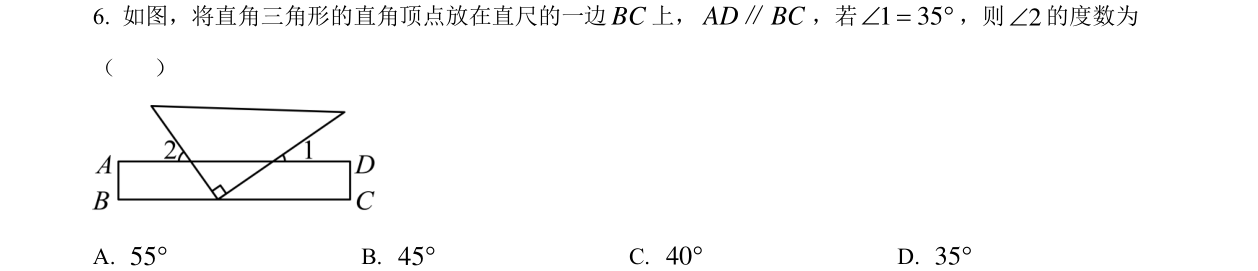 6. 如图，将直角三角形的直角顶点放在直尺的一边 BC 上， AD ∥ BC ，若 ∠1 = 35° ，则 ∠2 的度数为
（ ）
2 1
A D
B C
A. 55° B. 45° C. 40° D. 35°